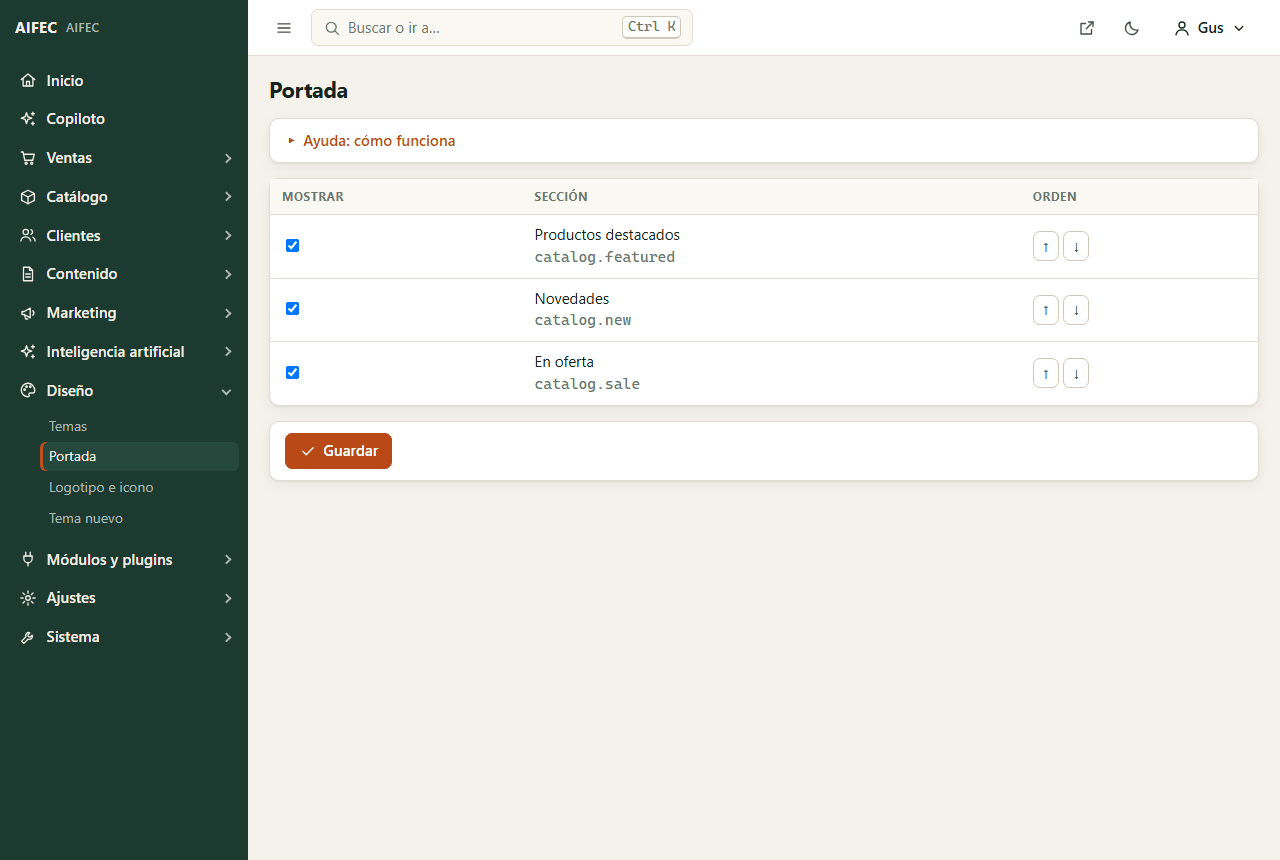 AIFEC AIFEC
Buscar o ir a...
Ctrl K
Gus
Inicio
Copiloto
Ventas
Catálogo
Clientes
Contenido
Marketing
Inteligencia artificial
Diseño
Temas
Portada
Logotipo e icono
Tema nuevo
Módulos y plugins
Ajustes
Sistema
Portada
Ayuda: cómo funciona
MOSTRAR SECCIÓN ORDEN
Productos destacados
catalog.featured
↑ ↓
Novedades
catalog.new
↑ ↓
En oferta
catalog.sale
↑ ↓
Guardar